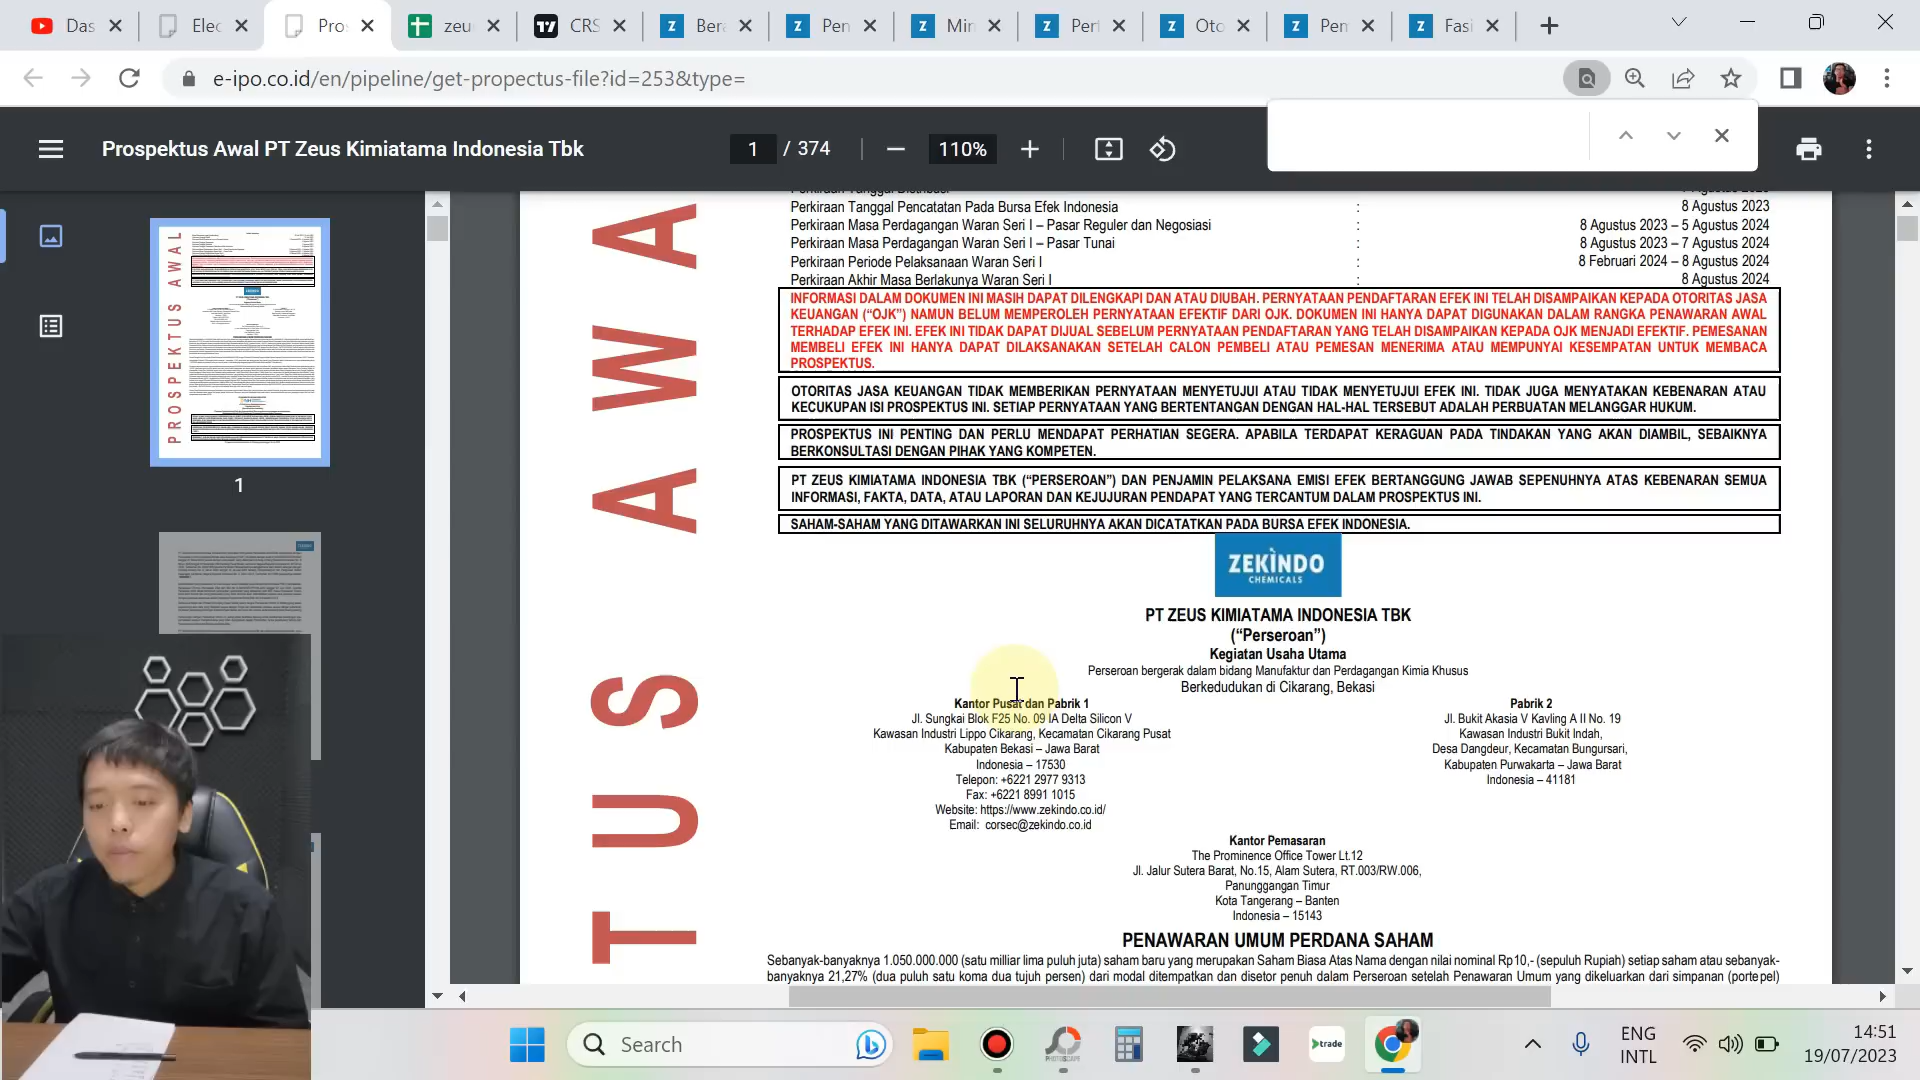 Das
Elec
Pro
zeu
CRS
Ber
Pen
Min
Perl
Oto
Pem
Fasi
e-ipo.co.id/en/pipeline/get-propectus-file?id=253&type=
Prospektus Awal PT Zeus Kimiatama Indonesia Tbk
1 / 374
110%
1
PROSPEKTUS AWAL
TUS AWA
Perkiraan Tanggal Pencatatan Pada Bursa Efek Indonesia : 8 Agustus 2023
Perkiraan Masa Perdagangan Waran Seri I – Pasar Reguler dan Negosiasi : 8 Agustus 2023 – 5 Agustus 2024
Perkiraan Masa Perdagangan Waran Seri I – Pasar Tunai : 8 Agustus 2023 – 7 Agustus 2024
Perkiraan Periode Pelaksanaan Waran Seri I : 8 Februari 2024 – 8 Agustus 2024
Perkiraan Akhir Masa Berlakunya Waran Seri I : 8 Agustus 2024
INFORMASI DALAM DOKUMEN INI MASIH DAPAT DILENGKAPI DAN ATAU DIUBAH. PERNYATAAN PENDAFTARAN EFEK INI TELAH DISAMPAIKAN KEPADA OTORITAS JASA
KEUANGAN (“OJK”) NAMUN BELUM MEMPEROLEH PERNYATAAN EFEKTIF DARI OJK. DOKUMEN INI HANYA DAPAT DIGUNAKAN DALAM RANGKA PENAWARAN AWAL
TERHADAP EFEK INI. EFEK INI TIDAK DAPAT DIJUAL SEBELUM PERNYATAAN PENDAFTARAN YANG TELAH DISAMPAIKAN KEPADA OJK MENJADI EFEKTIF. PEMESANAN
MEMBELI EFEK INI HANYA DAPAT DILAKSANAKAN SETELAH CALON PEMBELI ATAU PEMESAN MENERIMA ATAU MEMPUNYAI KESEMPATAN UNTUK MEMBACA
PROSPEKTUS.
OTORITAS JASA KEUANGAN TIDAK MEMBERIKAN PERNYATAAN MENYETUJUI ATAU TIDAK MENYETUJUI EFEK INI. TIDAK JUGA MENYATAKAN KEBENARAN ATAU
KECUKUPAN ISI PROSPEKTUS INI. SETIAP PERNYATAAN YANG BERTENTANGAN DENGAN HAL-HAL TERSEBUT ADALAH PERBUATAN MELANGGAR HUKUM.
PROSPEKTUS INI PENTING DAN PERLU MENDAPAT PERHATIAN SEGERA. APABILA TERDAPAT KERAGUAN PADA TINDAKAN YANG AKAN DIAMBIL, SEBAIKNYA
BERKONSULTASI DENGAN PIHAK YANG KOMPETEN.
PT ZEUS KIMIATAMA INDONESIA TBK (“PERSEROAN”) DAN PENJAMIN PELAKSANA EMISI EFEK BERTANGGUNG JAWAB SEPENUHNYA ATAS KEBENARAN SEMUA
INFORMASI, FAKTA, DATA, ATAU LAPORAN DAN KEJUJURAN PENDAPAT YANG TERCANTUM DALAM PROSPEKTUS INI.
SAHAM-SAHAM YANG DITAWARKAN INI SELURUHNYA AKAN DICATATKAN PADA BURSA EFEK INDONESIA.
ZEKINDO
CHEMICALS
PT ZEUS KIMIATAMA INDONESIA TBK
(“Perseroan”)
Kegiatan Usaha Utama
Perseroan bergerak dalam bidang Manufaktur dan Perdagangan Kimia Khusus
Berkedudukan di Cikarang, Bekasi
Kantor Pusat dan Pabrik 1
Jl. Sungkai Blok F25 No. 09 IA Delta Silicon V
Kawasan Industri Lippo Cikarang, Kecamatan Cikarang Pusat
Kabupaten Bekasi – Jawa Barat
Indonesia – 17530
Telepon: +6221 2977 9313
Fax: +6221 8991 1015
Website: https://www.zekindo.co.id/
Email: corsec@zekindo.co.id
Pabrik 2
Jl. Bukit Akasia V Kavling A II No. 19
Kawasan Industri Bukit Indah,
Desa Dangdeur, Kecamatan Bungursari,
Kabupaten Purwakarta – Jawa Barat
Indonesia – 41181
Kantor Pemasaran
The Prominence Office Tower Lt.12
Jl. Jalur Sutera Barat, No.15, Alam Sutera, RT.003/RW.006,
Panunggangan Timur
Kota Tangerang – Banten
Indonesia – 15143
PENAWARAN UMUM PERDANA SAHAM
Sebanyak-banyaknya 1.050.000.000 (satu milliar lima puluh juta) saham baru yang merupakan Saham Biasa Atas Nama dengan nilai nominal Rp10,- (sepuluh Rupiah) setiap saham atau sebanyak-
banyaknya 21,27% (dua puluh satu koma dua tujuh persen) dari modal ditempatkan dan disetor penuh dalam Perseroan setelah Penawaran Umum yang dikeluarkan dari simpanan (portepel)
Search
trade
ENG
INTL
14:51
19/07/2023